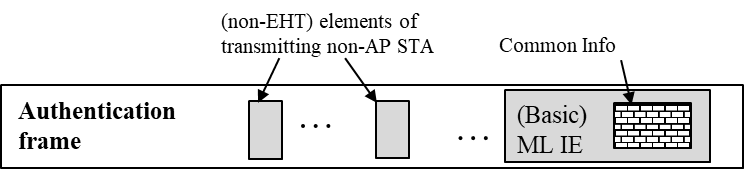 (non-EHT) elements of
transmitting non-AP STA
Common Info
Authentication
frame
...
...
(Basic)
ML IE